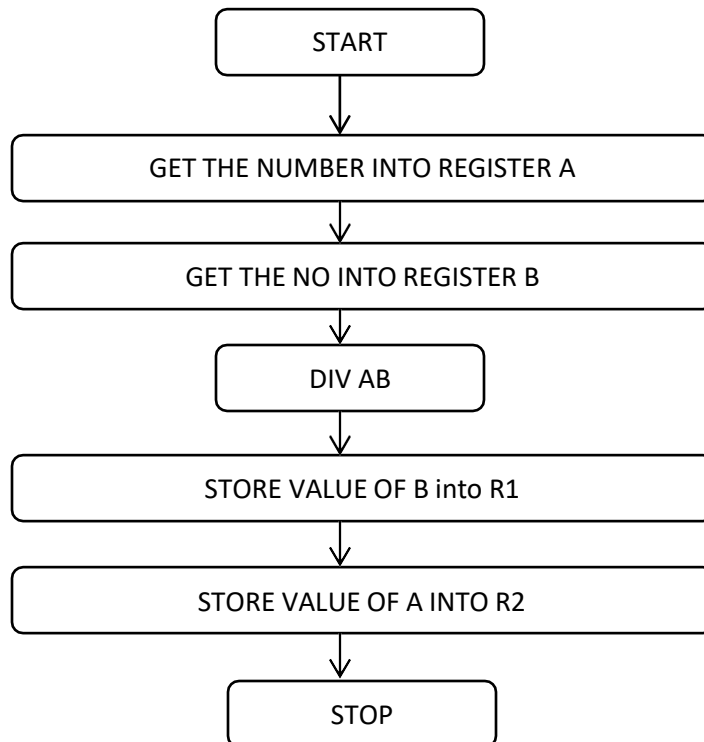 START
GET THE NUMBER INTO REGISTER A
GET THE NO INTO REGISTER B
DIV AB
STORE VALUE OF B into R1
STORE VALUE OF A INTO R2
STOP